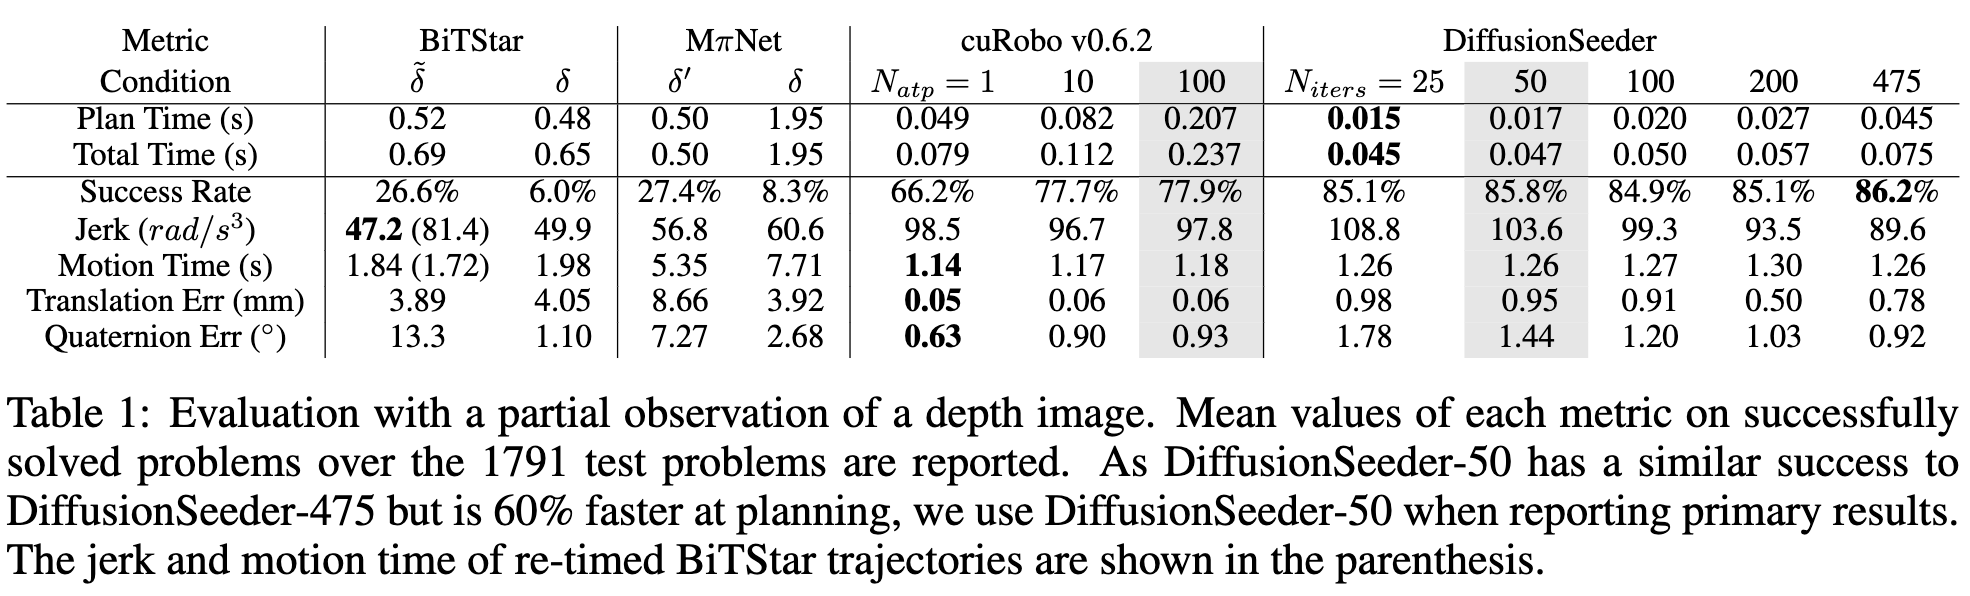 Metric BiTStar MπNet cuRobo v0.6.2 DiffusionSeeder
Condition δ̃ δ δ′ δ N_atp = 1 10 100 N_iters = 25 50 100 200 475
Plan Time (s) 0.52 0.48 0.50 1.95 0.049 0.082 0.207 0.015 0.017 0.020 0.027 0.045
Total Time (s) 0.69 0.65 0.50 1.95 0.079 0.112 0.237 0.045 0.047 0.050 0.057 0.075
Success Rate 26.6% 6.0% 27.4% 8.3% 66.2% 77.7% 77.9% 85.1% 85.8% 84.9% 85.1% 86.2%
Jerk (rad/s³) 47.2 (81.4) 49.9 56.8 60.6 98.5 96.7 97.8 108.8 103.6 99.3 93.5 89.6
Motion Time (s) 1.84 (1.72) 1.98 5.35 7.71 1.14 1.17 1.18 1.26 1.26 1.27 1.30 1.26
Translation Err (mm) 3.89 4.05 8.66 3.92 0.05 0.06 0.06 0.98 0.95 0.91 0.50 0.78
Quaternion Err (°) 13.3 1.10 7.27 2.68 0.63 0.90 0.93 1.78 1.44 1.20 1.03 0.92
Table 1: Evaluation with a partial observation of a depth image. Mean values of each metric on successfully
solved problems over the 1791 test problems are reported. As DiffusionSeeder-50 has a similar success to
DiffusionSeeder-475 but is 60% faster at planning, we use DiffusionSeeder-50 when reporting primary results.
The jerk and motion time of re-timed BiTStar trajectories are shown in the parenthesis.